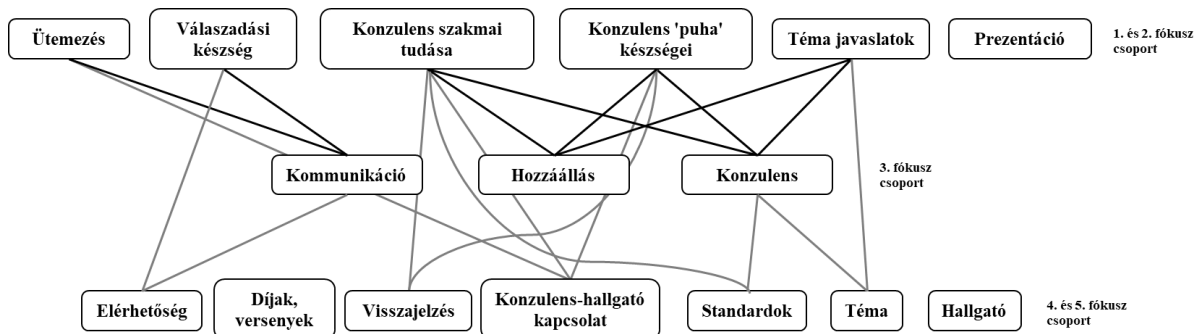 Ütemezés
Válaszadási
készség
Konzulens szakmai
tudása
Konzulens 'puha'
készségei
Téma javaslatok
Prezentáció
1. és 2. fókusz
csoport
Kommunikáció
Hozzáállás
Konzulens
3. fókusz
csoport
Elérhetőség
Díjak,
versenyek
Visszajelzés
Konzulens-hallgató
kapcsolat
Standardok
Téma
Hallgató
4. és 5. fókusz
csoport